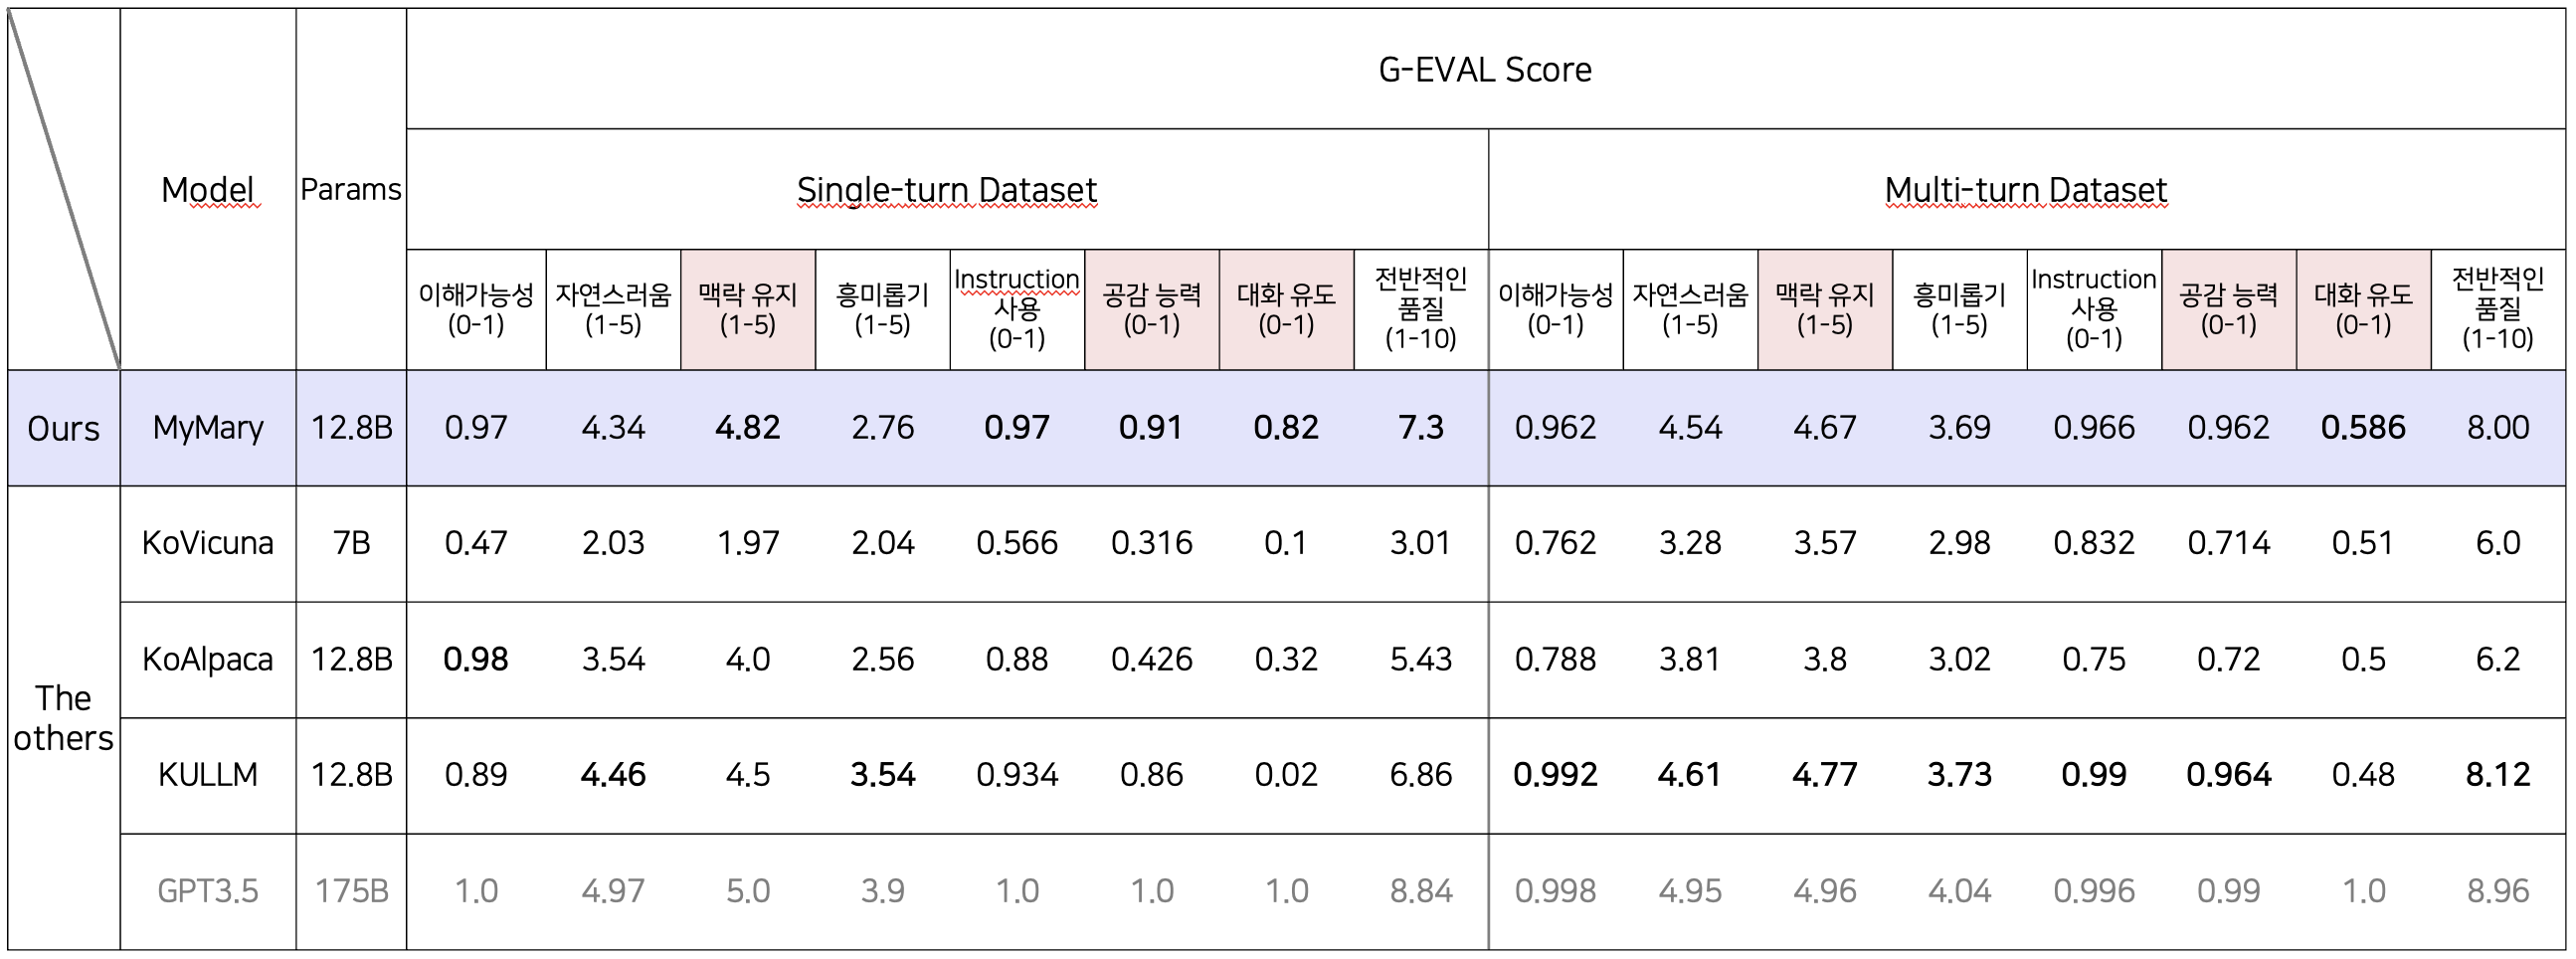 G-EVAL Score
Model Params Single-turn Dataset Multi-turn Dataset
이해가능성 (0-1) 자연스러움 (1-5) 맥락 유지 (1-5) 흥미롭기 (1-5) Instruction 사용 (0-1) 공감 능력 (0-1) 대화 유도 (0-1) 전반적인 품질 (1-10) 이해가능성 (0-1) 자연스러움 (1-5) 맥락 유지 (1-5) 흥미롭기 (1-5) Instruction 사용 (0-1) 공감 능력 (0-1) 대화 유도 (0-1) 전반적인 품질 (1-10)
Ours MyMary 12.8B 0.97 4.34 4.82 2.76 0.97 0.91 0.82 7.3 0.962 4.54 4.67 3.69 0.966 0.962 0.586 8.00
The others
KoVicuna 7B 0.47 2.03 1.97 2.04 0.566 0.316 0.1 3.01 0.762 3.28 3.57 2.98 0.832 0.714 0.51 6.0
KoAlpaca 12.8B 0.98 3.54 4.0 2.56 0.88 0.426 0.32 5.43 0.788 3.81 3.8 3.02 0.75 0.72 0.5 6.2
KULLM 12.8B 0.89 4.46 4.5 3.54 0.934 0.86 0.02 6.86 0.992 4.61 4.77 3.73 0.99 0.964 0.48 8.12
GPT3.5 175B 1.0 4.97 5.0 3.9 1.0 1.0 1.0 8.84 0.998 4.95 4.96 4.04 0.996 0.99 1.0 8.96